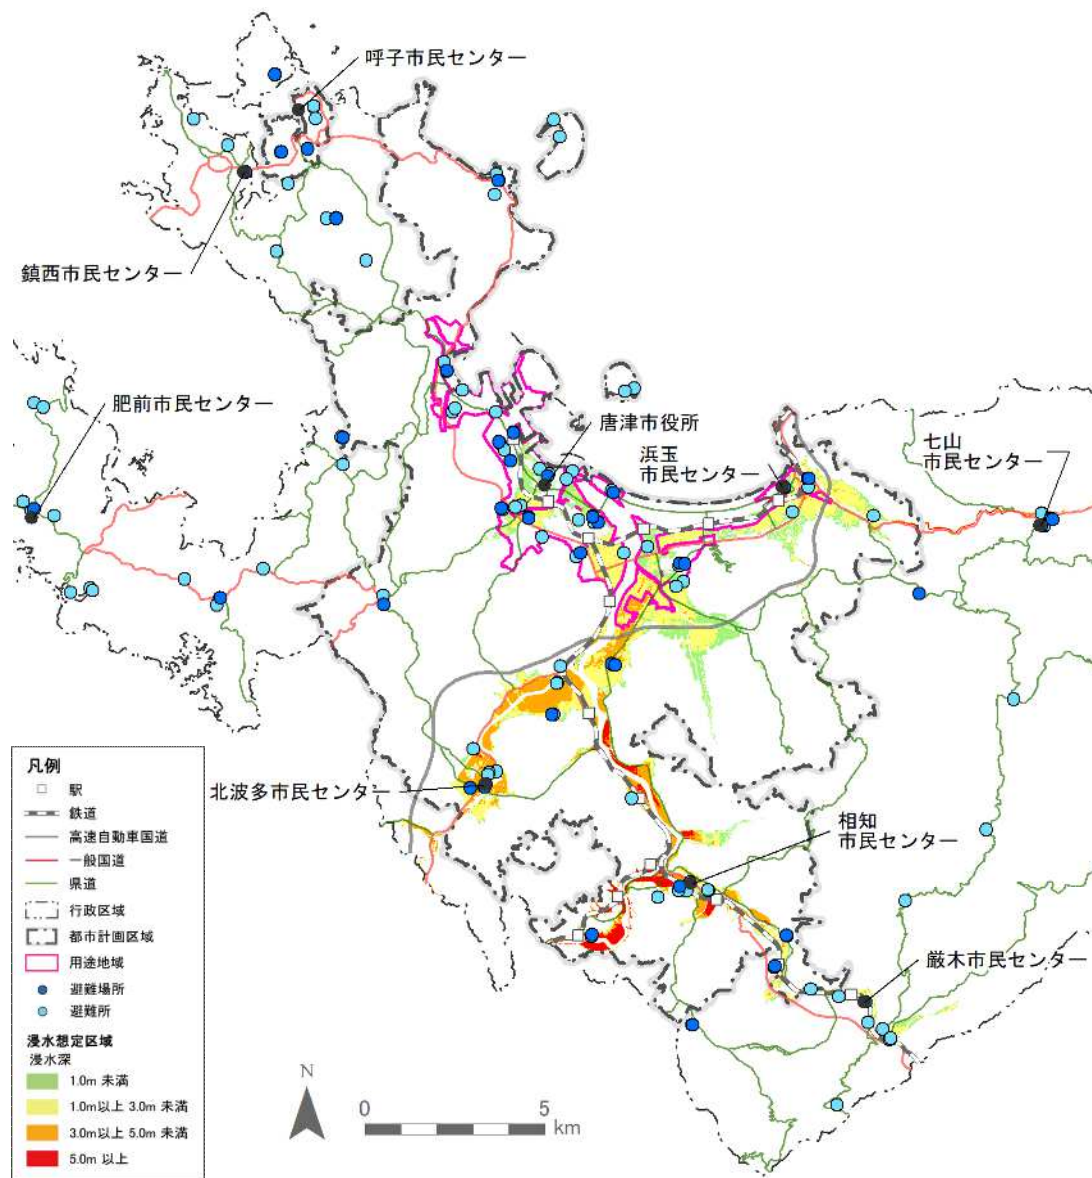 呼子市民センター
鎮西市民センター
肥前市民センター
唐津市役所
浜玉
市民センター
七山
市民センター
北波多市民センター
相知
市民センター
厳木市民センター
凡例
駅
鉄道
高速自動車国道
一般国道
県道
行政区域
都市計画区域
用途地域
避難場所
避難所
浸水想定区域
浸水深
1.0m 未満
1.0m以上 3.0m 未満
3.0m以上 5.0m 未満
5.0m 以上
N
0 5
km